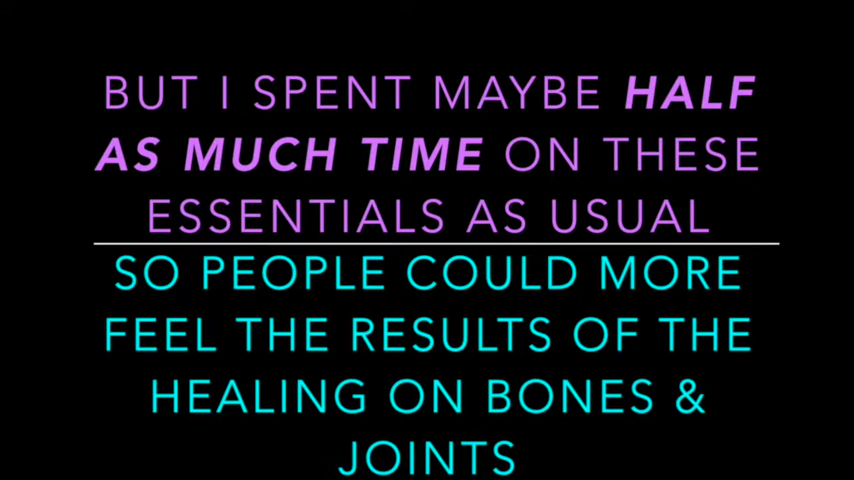 BUT I SPENT MAYBE HALF
AS MUCH TIME ON THESE
ESSENTIALS AS USUAL
SO PEOPLE COULD MORE
FEEL THE RESULTS OF THE
HEALING ON BONES &
JOINTS